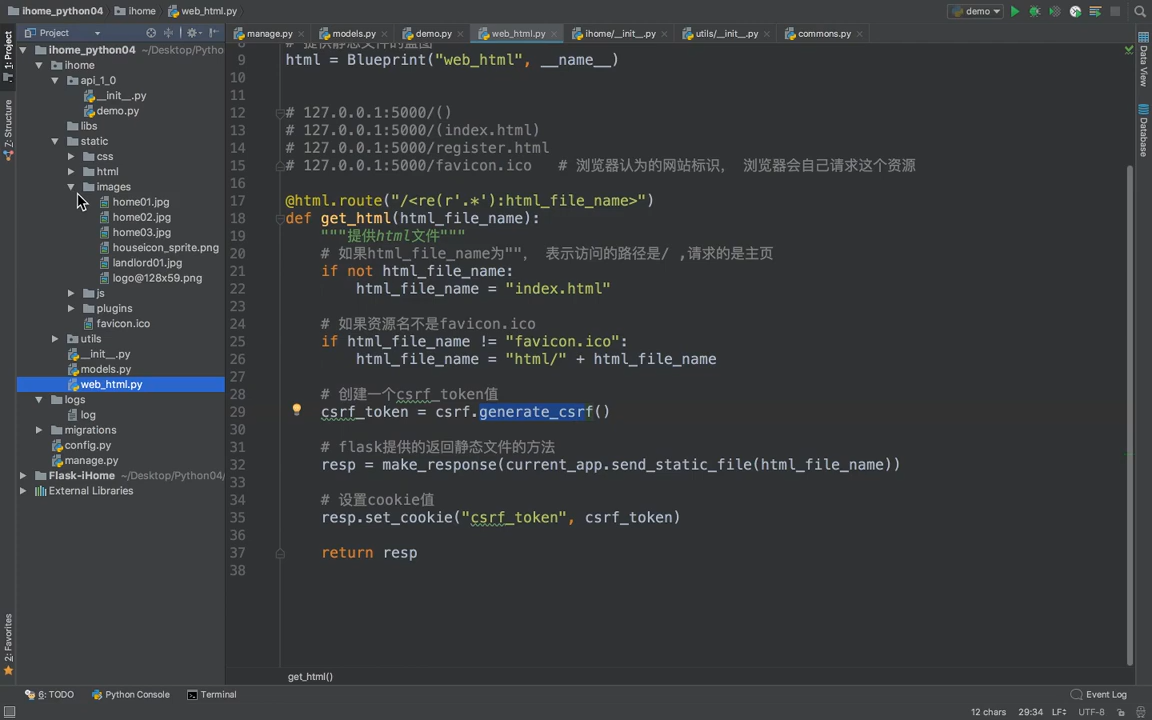 ihome_python04 ihome web_html.py demo
Project
manage.py models.py demo.py web_html.py ihome/__init__.py utils/__init__.py commons.py
1: Project
Z: Structure
2: Favorites
ihome_python04 ~/Desktop/Pytho
ihome
api_1_0
__init__.py
demo.py
libs
static
css
html
images
home01.jpg
home02.jpg
home03.jpg
houseicon_sprite.png
landlord01.jpg
logo@128x59.png
js
plugins
favicon.ico
utils
__init__.py
models.py
web_html.py
logs
log
migrations
config.py
manage.py
Flask-iHome ~/Desktop/Python04/
External Libraries
# 提供静态文件的蓝图
9 html = Blueprint("web_html", __name__)
10
11
12 # 127.0.0.1:5000/()
13 # 127.0.0.1:5000/(index.html)
14 # 127.0.0.1:5000/register.html
15 # 127.0.0.1:5000/favicon.ico # 浏览器认为的网站标识， 浏览器会自己请求这个资源
16
17 @html.route("/<re(r'.*'):html_file_name>")
18 def get_html(html_file_name):
19 """提供html文件"""
20 # 如果html_file_name为""， 表示访问的路径是/ ,请求的是主页
21 if not html_file_name:
22 html_file_name = "index.html"
23
24 # 如果资源名不是favicon.ico
25 if html_file_name != "favicon.ico":
26 html_file_name = "html/" + html_file_name
27
28 # 创建一个csrf_token值
29 csrf_token = csrf.generate_csrf()
30
31 # flask提供的返回静态文件的方法
32 resp = make_response(current_app.send_static_file(html_file_name))
33
34 # 设置cookie值
35 resp.set_cookie("csrf_token", csrf_token)
36
37 return resp
38
get_html()
Data View
Database
6: TODO Python Console Terminal Event Log
12 chars 29:34 LF UTF-8